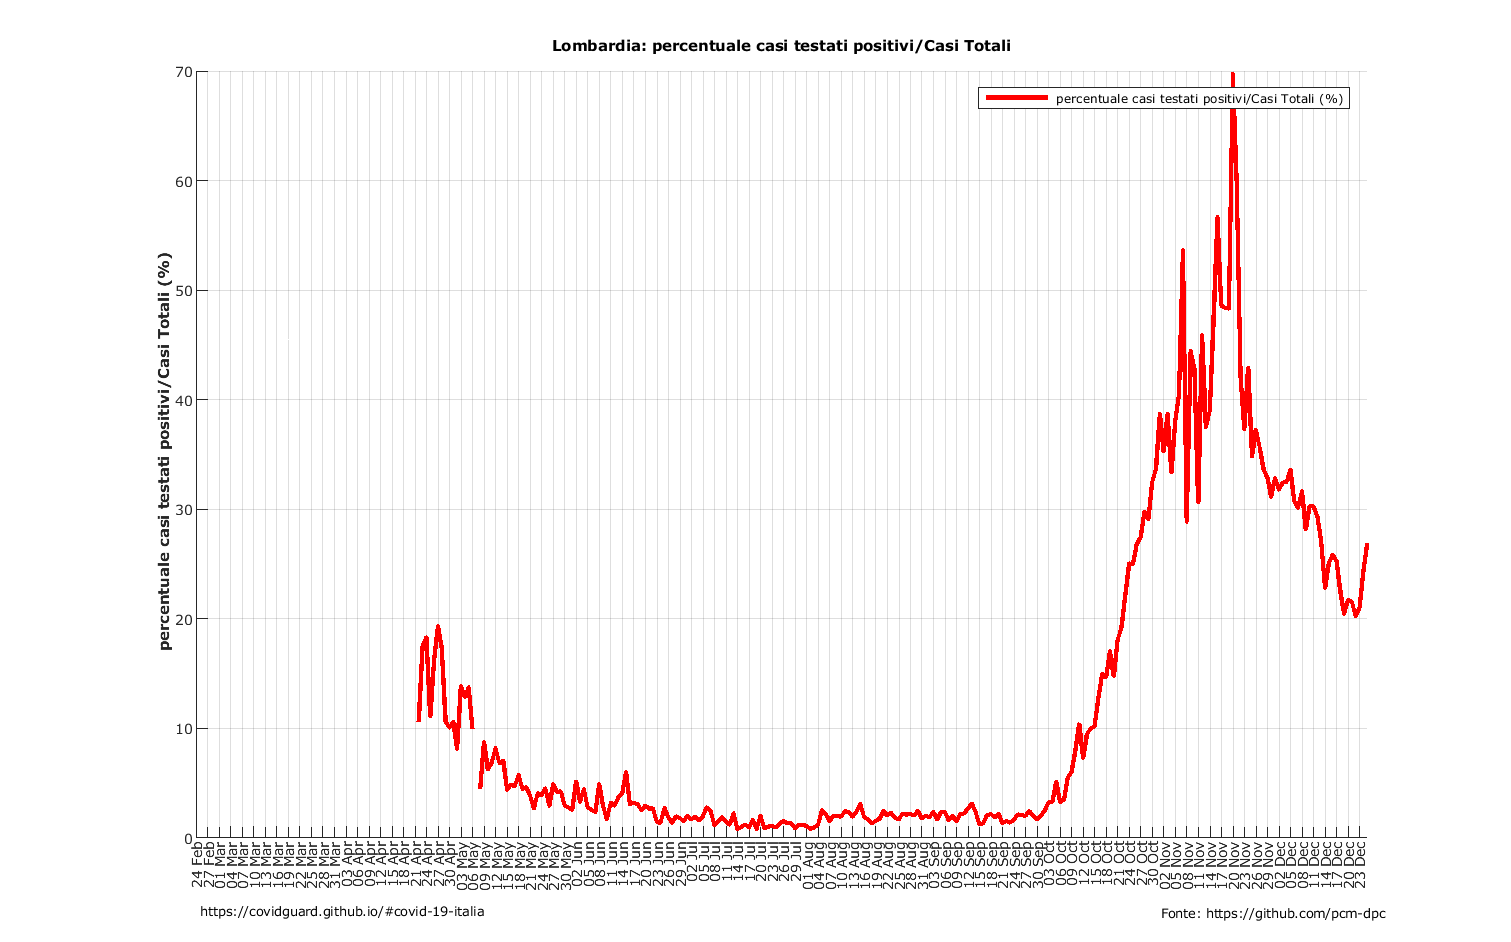 Lombardia: percentuale casi testati positivi/Casi Totali
percentuale casi testati positivi/Casi Totali (%)
percentuale casi testati positivi/Casi Totali (%)
70
60
50
40
30
20
10
0
24 Feb
27 Feb
01 Mar
04 Mar
07 Mar
10 Mar
13 Mar
16 Mar
19 Mar
22 Mar
25 Mar
28 Mar
31 Mar
03 Apr
06 Apr
09 Apr
12 Apr
15 Apr
18 Apr
21 Apr
24 Apr
27 Apr
30 Apr
03 May
06 May
09 May
12 May
15 May
18 May
21 May
24 May
27 May
30 May
02 Jun
05 Jun
08 Jun
11 Jun
14 Jun
17 Jun
20 Jun
23 Jun
26 Jun
29 Jun
02 Jul
05 Jul
08 Jul
11 Jul
14 Jul
17 Jul
20 Jul
23 Jul
26 Jul
29 Jul
01 Aug
04 Aug
07 Aug
10 Aug
13 Aug
16 Aug
19 Aug
22 Aug
25 Aug
28 Aug
31 Aug
03 Sep
06 Sep
09 Sep
12 Sep
15 Sep
18 Sep
21 Sep
24 Sep
27 Sep
30 Sep
03 Oct
06 Oct
09 Oct
12 Oct
15 Oct
18 Oct
21 Oct
24 Oct
27 Oct
30 Oct
02 Nov
05 Nov
08 Nov
11 Nov
14 Nov
17 Nov
20 Nov
23 Nov
26 Nov
29 Nov
02 Dec
05 Dec
08 Dec
11 Dec
14 Dec
17 Dec
20 Dec
23 Dec
https://covidguard.github.io/#covid-19-italia
Fonte: https://github.com/pcm-dpc